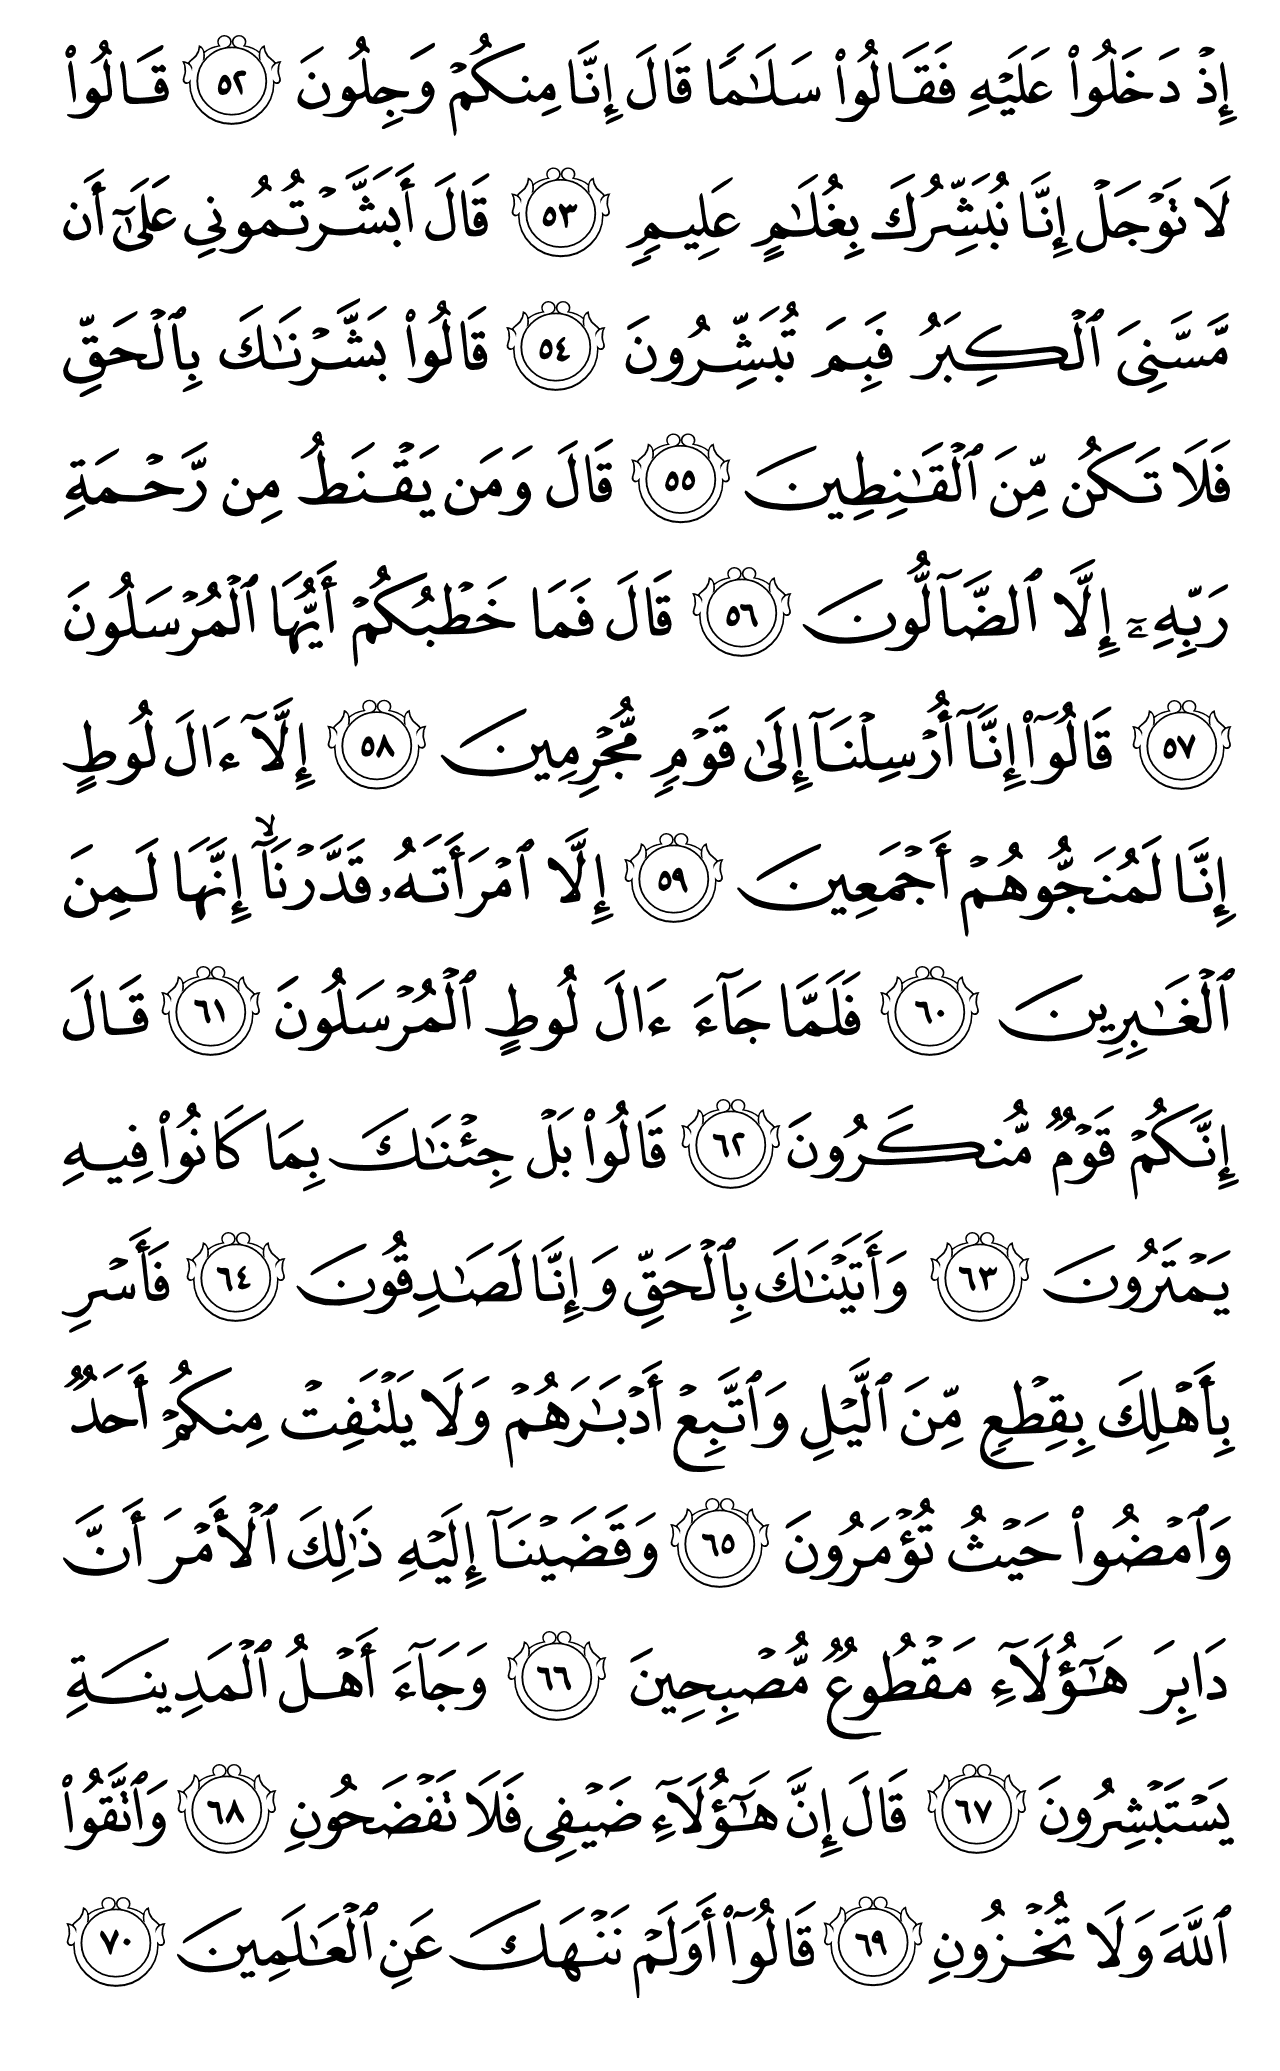 إِذۡ دَخَلُواْ عَلَيۡهِ فَقَالُواْ سَلَٰمٗا قَالَ إِنَّا مِنكُمۡ وَجِلُونَ ٥٢ قَالُواْ
لَا تَوۡجَلۡ إِنَّا نُبَشِّرُكَ بِغُلَٰمٍ عَلِيمٖ ٥٣ قَالَ أَبَشَّرۡتُمُونِي عَلَىٰٓ أَن
مَّسَّنِيَ ٱلۡكِبَرُ فَبِمَ تُبَشِّرُونَ ٥٤ قَالُواْ بَشَّرۡنَٰكَ بِٱلۡحَقِّ
فَلَا تَكُن مِّنَ ٱلۡقَٰنِطِينَ ٥٥ قَالَ وَمَن يَقۡنَطُ مِن رَّحۡمَةِ
رَبِّهِۦٓ إِلَّا ٱلضَّآلُّونَ ٥٦ قَالَ فَمَا خَطۡبُكُمۡ أَيُّهَا ٱلۡمُرۡسَلُونَ
٥٧ قَالُوٓاْ إِنَّآ أُرۡسِلۡنَآ إِلَىٰ قَوۡمٖ مُّجۡرِمِينَ ٥٨ إِلَّآ ءَالَ لُوطٍ
إِنَّا لَمُنَجُّوهُمۡ أَجۡمَعِينَ ٥٩ إِلَّا ٱمۡرَأَتَهُۥ قَدَّرۡنَآۙ إِنَّهَا لَمِنَ
ٱلۡغَٰبِرِينَ ٦٠ فَلَمَّا جَآءَ ءَالَ لُوطٍ ٱلۡمُرۡسَلُونَ ٦١ قَالَ
إِنَّكُمۡ قَوۡمٞ مُّنكَرُونَ ٦٢ قَالُواْ بَلۡ جِئۡنَٰكَ بِمَا كَانُواْ فِيهِ
يَمۡتَرُونَ ٦٣ وَأَتَيۡنَٰكَ بِٱلۡحَقِّ وَإِنَّا لَصَٰدِقُونَ ٦٤ فَأَسۡرِ
بِأَهۡلِكَ بِقِطۡعٖ مِّنَ ٱلَّيۡلِ وَٱتَّبِعۡ أَدۡبَٰرَهُمۡ وَلَا يَلۡتَفِتۡ مِنكُمۡ أَحَدٞ
وَٱمۡضُواْ حَيۡثُ تُؤۡمَرُونَ ٦٥ وَقَضَيۡنَآ إِلَيۡهِ ذَٰلِكَ ٱلۡأَمۡرَ أَنَّ
دَابِرَ هَٰٓؤُلَآءِ مَقۡطُوعٞ مُّصۡبِحِينَ ٦٦ وَجَآءَ أَهۡلُ ٱلۡمَدِينَةِ
يَسۡتَبۡشِرُونَ ٦٧ قَالَ إِنَّ هَٰٓؤُلَآءِ ضَيۡفِي فَلَا تَفۡضَحُونِ ٦٨ وَٱتَّقُواْ
ٱللَّهَ وَلَا تُخۡزُونِ ٦٩ قَالُوٓاْ أَوَلَمۡ نَنۡهَكَ عَنِ ٱلۡعَٰلَمِينَ ٧٠